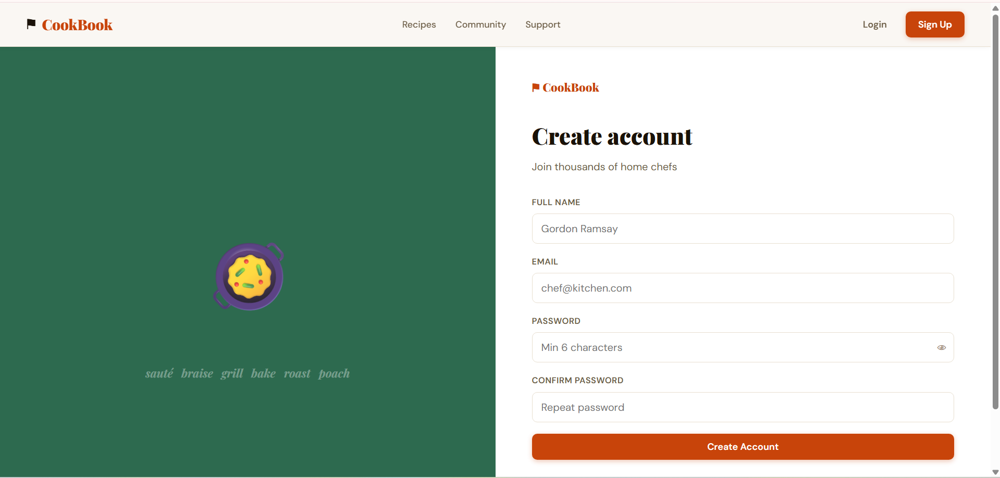 CookBook
Recipes Community Support
Login
Sign Up
CookBook
Create account
Join thousands of home chefs
FULL NAME
Gordon Ramsay
EMAIL
chef@kitchen.com
PASSWORD
Min 6 characters
CONFIRM PASSWORD
Repeat password
Create Account
sauté braise grill bake roast poach